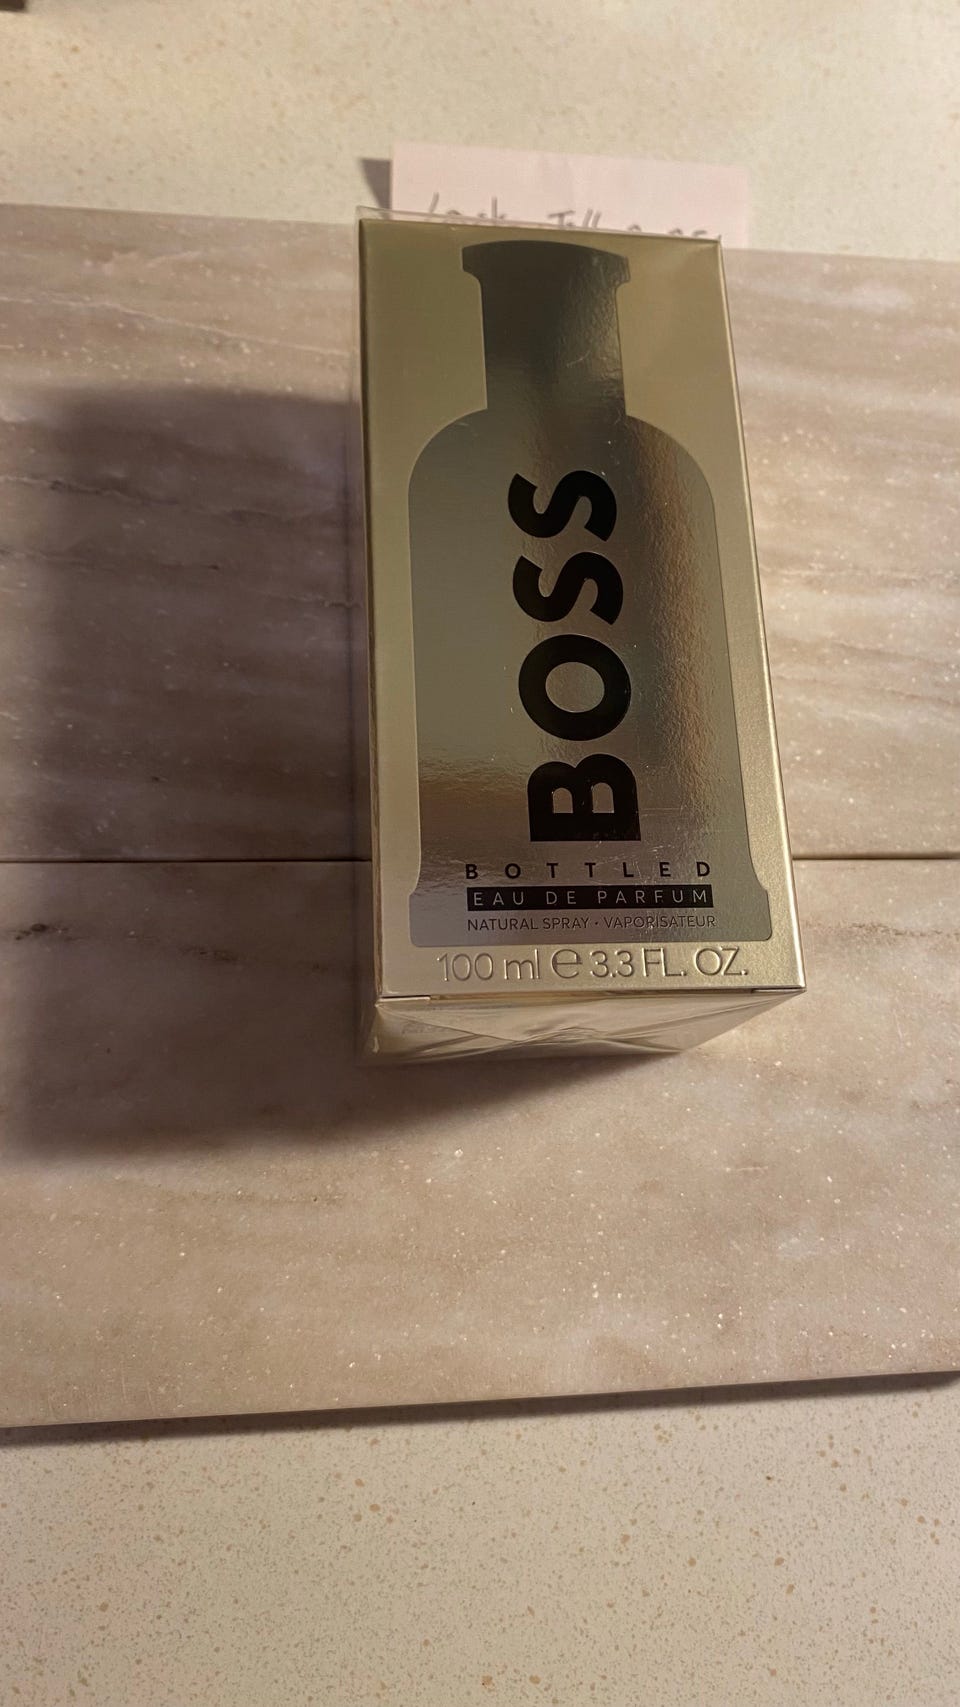 BOSS
BOTTLED
EAU DE PARFUM
NATURAL SPRAY • VAPORISATEUR
100 ml ℮ 3.3 FL. OZ.